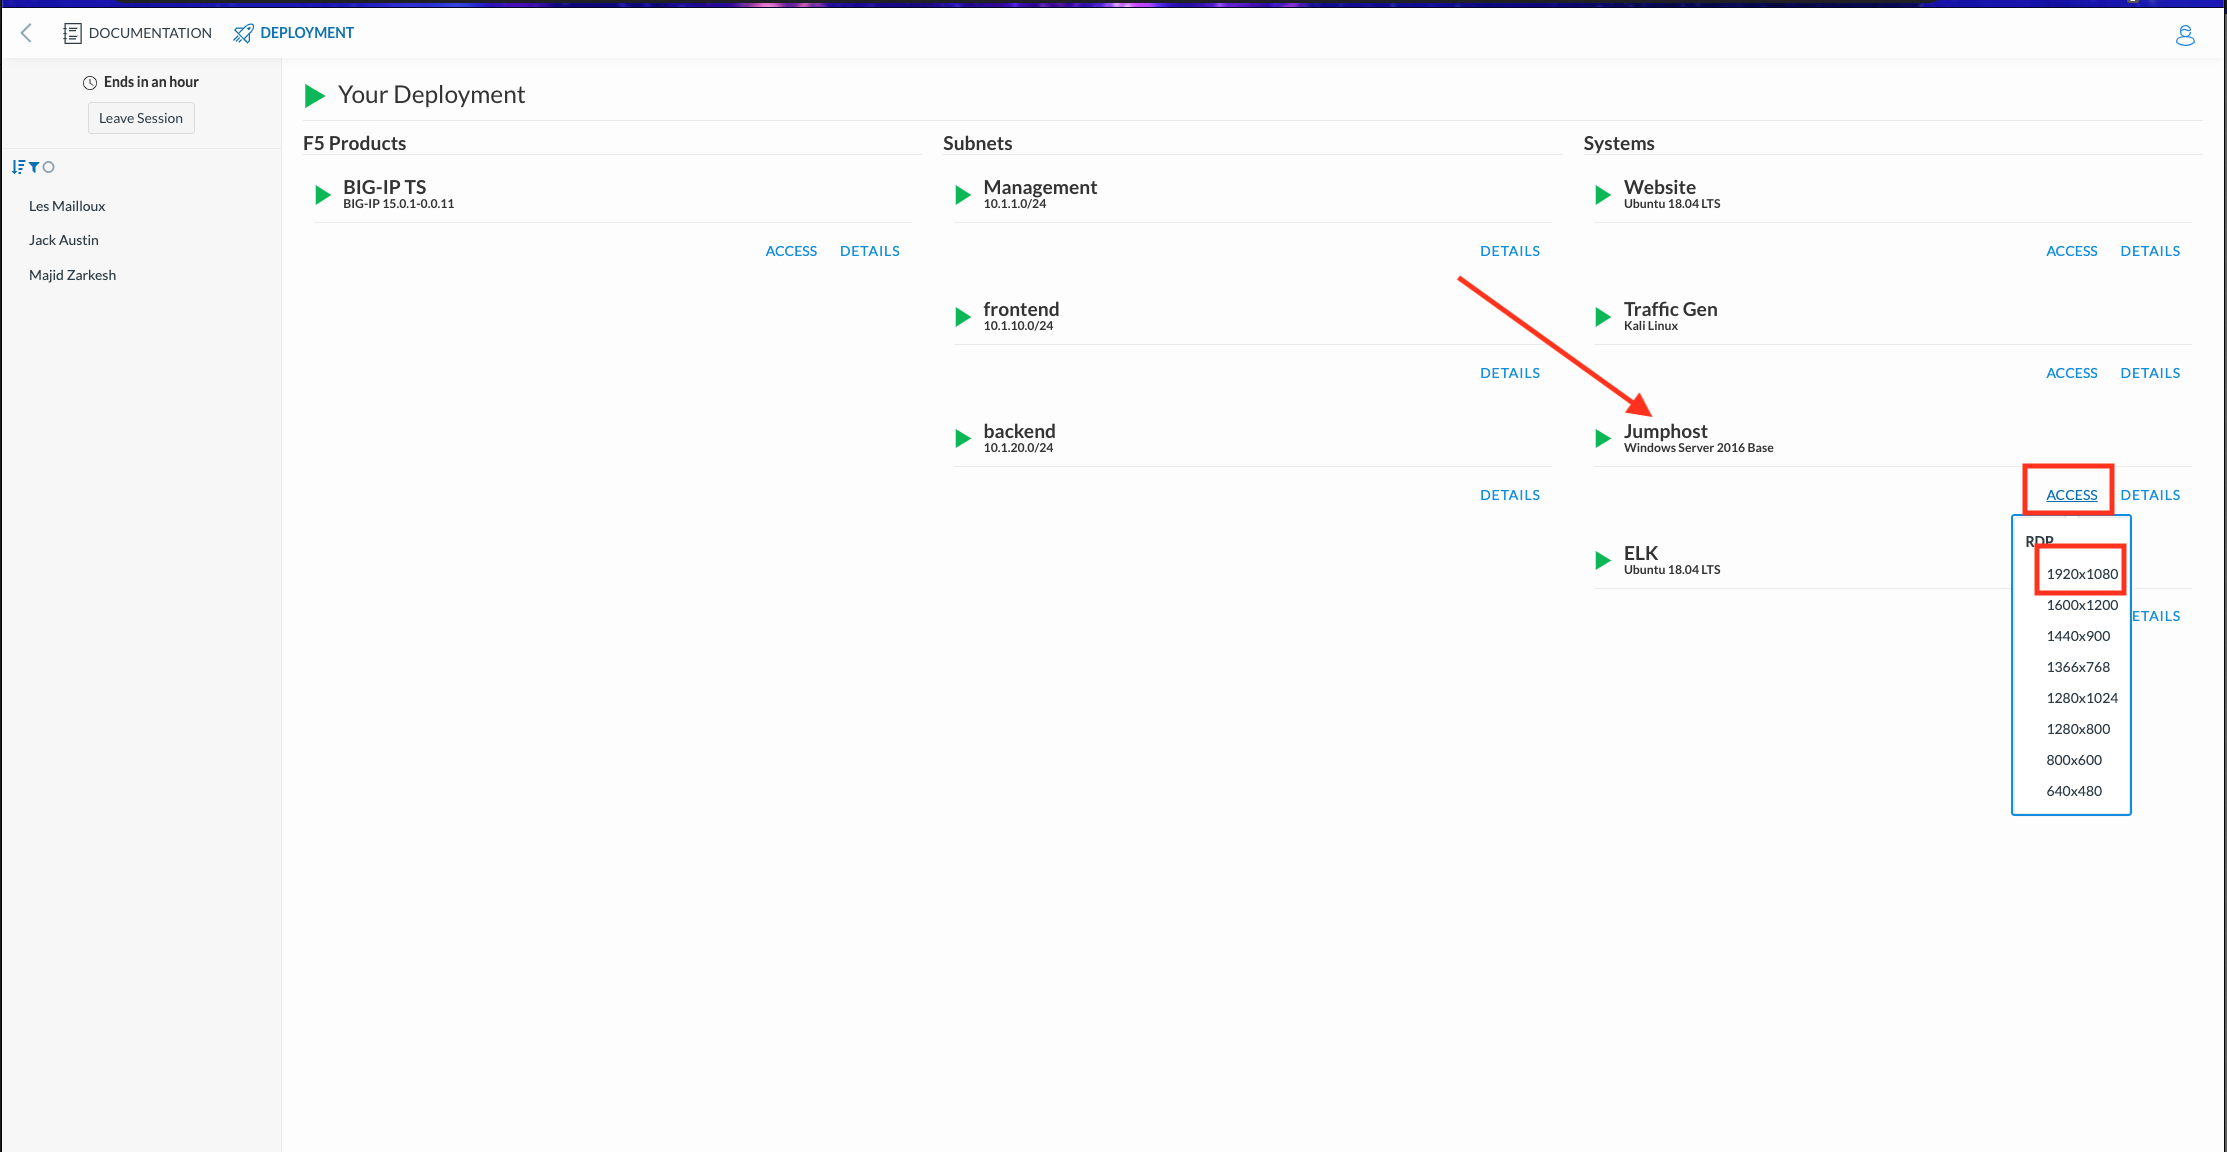 DOCUMENTATION
DEPLOYMENT
Ends in an hour
Leave Session
Les Mailloux
Jack Austin
Majid Zarkesh
Your Deployment
F5 Products
BIG-IP TS
BIG-IP 15.0.1-0.0.11
ACCESS DETAILS
Subnets
Management
10.1.1.0/24
DETAILS
frontend
10.1.10.0/24
DETAILS
backend
10.1.20.0/24
DETAILS
Systems
Website
Ubuntu 18.04 LTS
ACCESS DETAILS
Traffic Gen
Kali Linux
ACCESS DETAILS
Jumphost
Windows Server 2016 Base
ACCESS DETAILS
RDP
1920x1080
1600x1200
1440x900
1366x768
1280x1024
1280x800
800x600
640x480
ELK
Ubuntu 18.04 LTS
ETAILS